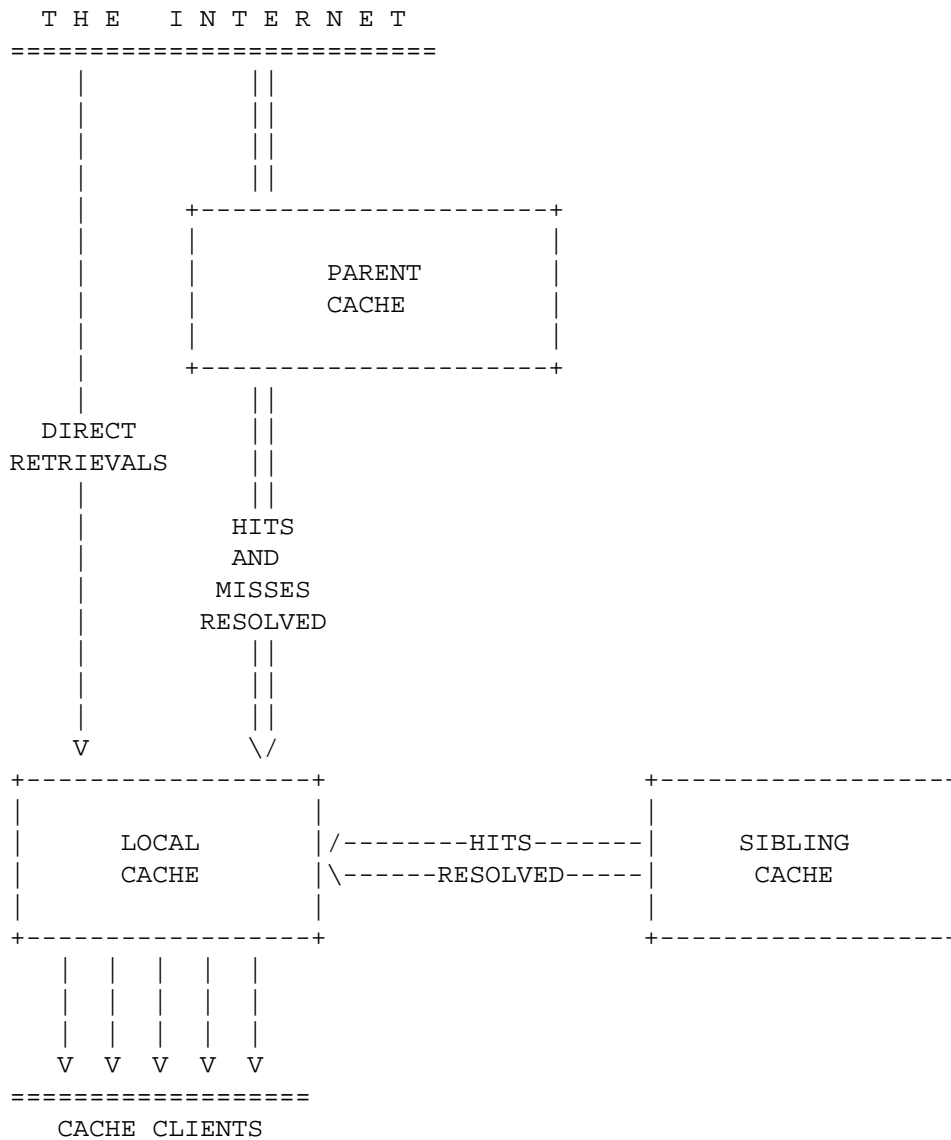 T H E   I N T E R N E T
PARENT
CACHE
DIRECT
RETRIEVALS
HITS
AND
MISSES
RESOLVED
LOCAL
CACHE
HITS
RESOLVED
SIBLING
CACHE
CACHE CLIENTS